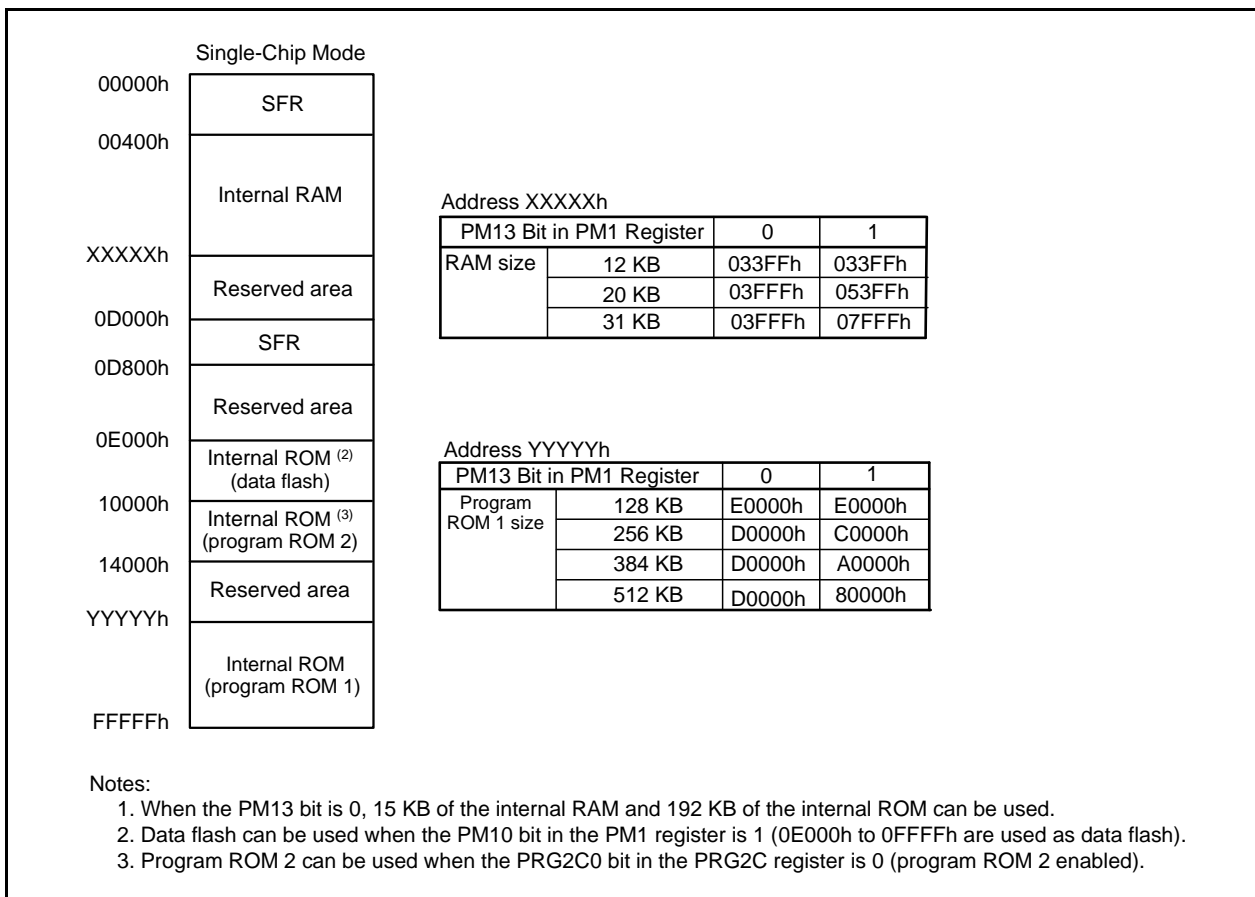 Single-Chip Mode
00000h
SFR
00400h
Internal RAM
XXXXXh
Reserved area
0D000h
SFR
0D800h
Reserved area
0E000h
Internal ROM (2)
(data flash)
10000h
Internal ROM (3)
(program ROM 2)
14000h
Reserved area
YYYYYh
Internal ROM
(program ROM 1)
FFFFFh
Address XXXXXh
PM13 Bit in PM1 Register 0 1
RAM size 12 KB 033FFh 033FFh
20 KB 03FFFh 053FFh
31 KB 03FFFh 07FFFh
Address YYYYYh
PM13 Bit in PM1 Register 0 1
Program
ROM 1 size
128 KB E0000h E0000h
256 KB D0000h C0000h
384 KB D0000h A0000h
512 KB D0000h 80000h
Notes:
1. When the PM13 bit is 0, 15 KB of the internal RAM and 192 KB of the internal ROM can be used.
2. Data flash can be used when the PM10 bit in the PM1 register is 1 (0E000h to 0FFFFh are used as data flash).
3. Program ROM 2 can be used when the PRG2C0 bit in the PRG2C register is 0 (program ROM 2 enabled).